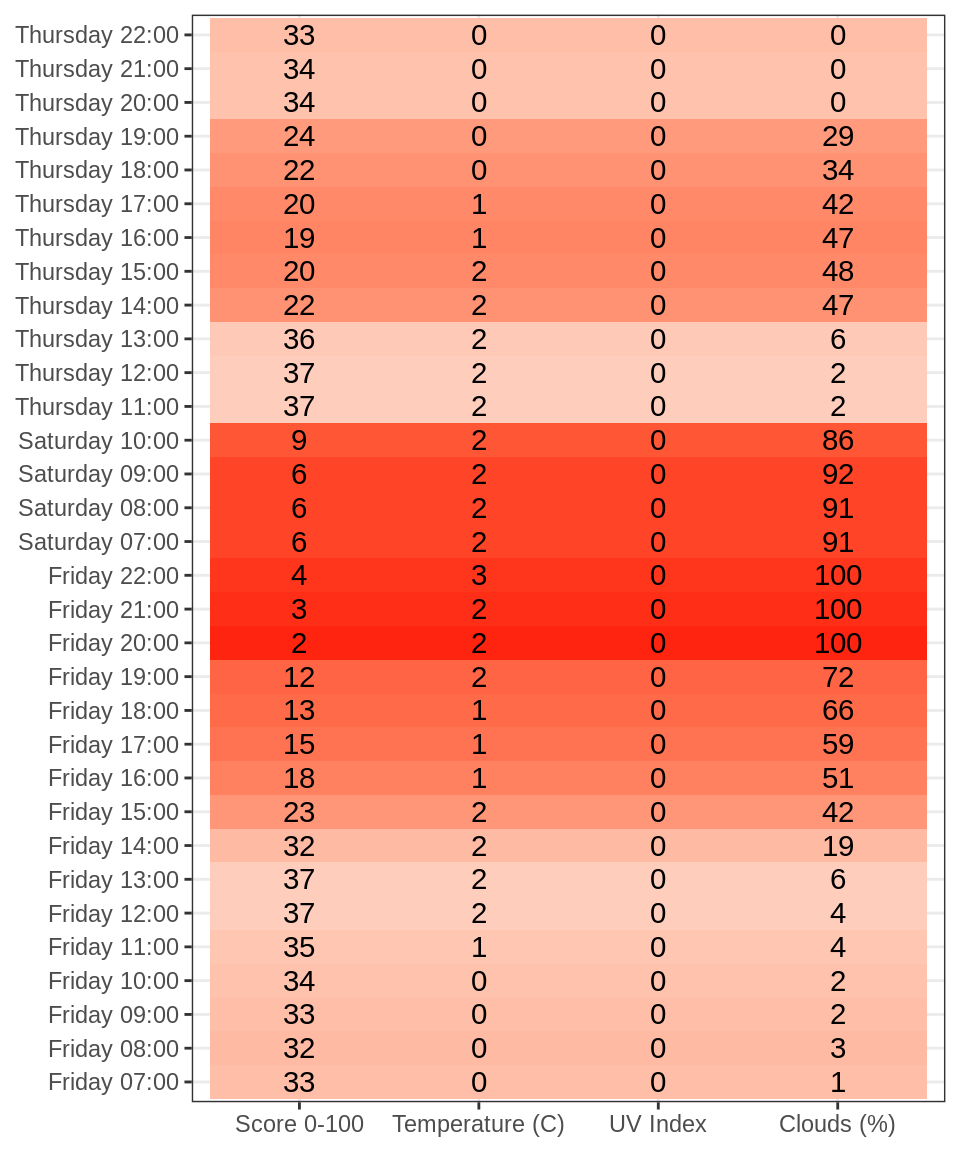 Thursday 22:00 33 0 0 0
Thursday 21:00 34 0 0 0
Thursday 20:00 34 0 0 0
Thursday 19:00 24 0 0 29
Thursday 18:00 22 0 0 34
Thursday 17:00 20 1 0 42
Thursday 16:00 19 1 0 47
Thursday 15:00 20 2 0 48
Thursday 14:00 22 2 0 47
Thursday 13:00 36 2 0 6
Thursday 12:00 37 2 0 2
Thursday 11:00 37 2 0 2
Saturday 10:00 9 2 0 86
Saturday 09:00 6 2 0 92
Saturday 08:00 6 2 0 91
Saturday 07:00 6 2 0 91
Friday 22:00 4 3 0 100
Friday 21:00 3 2 0 100
Friday 20:00 2 2 0 100
Friday 19:00 12 2 0 72
Friday 18:00 13 1 0 66
Friday 17:00 15 1 0 59
Friday 16:00 18 1 0 51
Friday 15:00 23 2 0 42
Friday 14:00 32 2 0 19
Friday 13:00 37 2 0 6
Friday 12:00 37 2 0 4
Friday 11:00 35 1 0 4
Friday 10:00 34 0 0 2
Friday 09:00 33 0 0 2
Friday 08:00 32 0 0 3
Friday 07:00 33 0 0 1
Score 0-100 Temperature (C) UV Index Clouds (%)